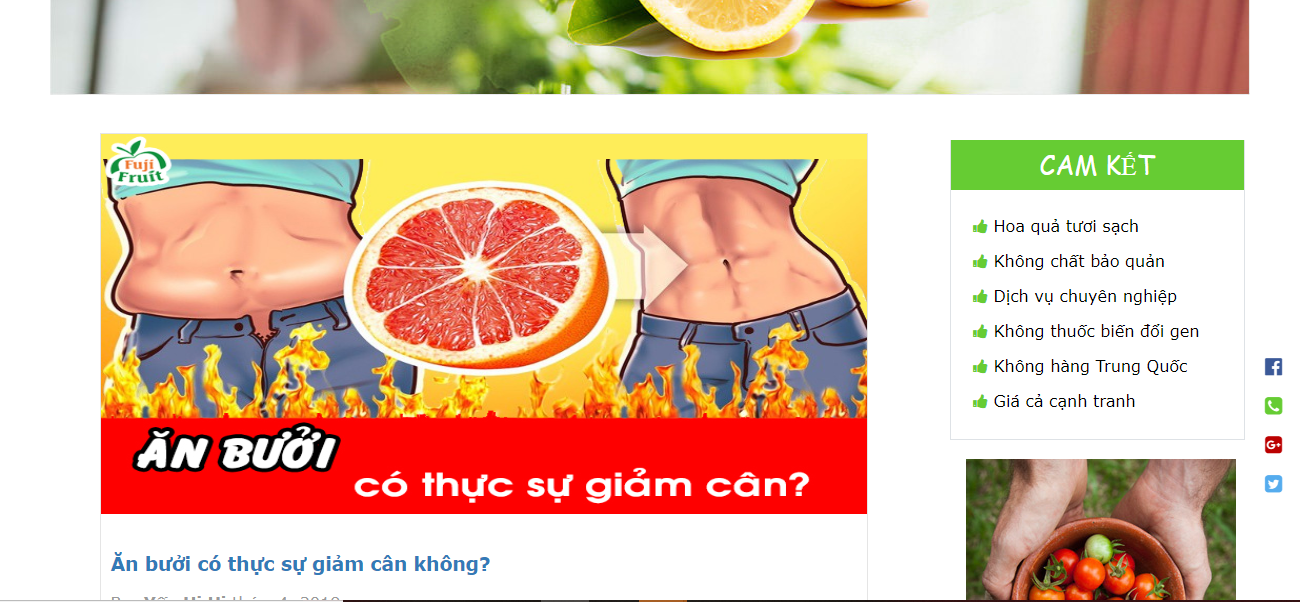 Fuji
Fruit
ĂN BƯỞI
có thực sự giảm cân?
Ăn bưởi có thực sự giảm cân không?
CAM KẾT
Hoa quả tươi sạch
Không chất bảo quản
Dịch vụ chuyên nghiệp
Không thuốc biến đổi gen
Không hàng Trung Quốc
Giá cả cạnh tranh